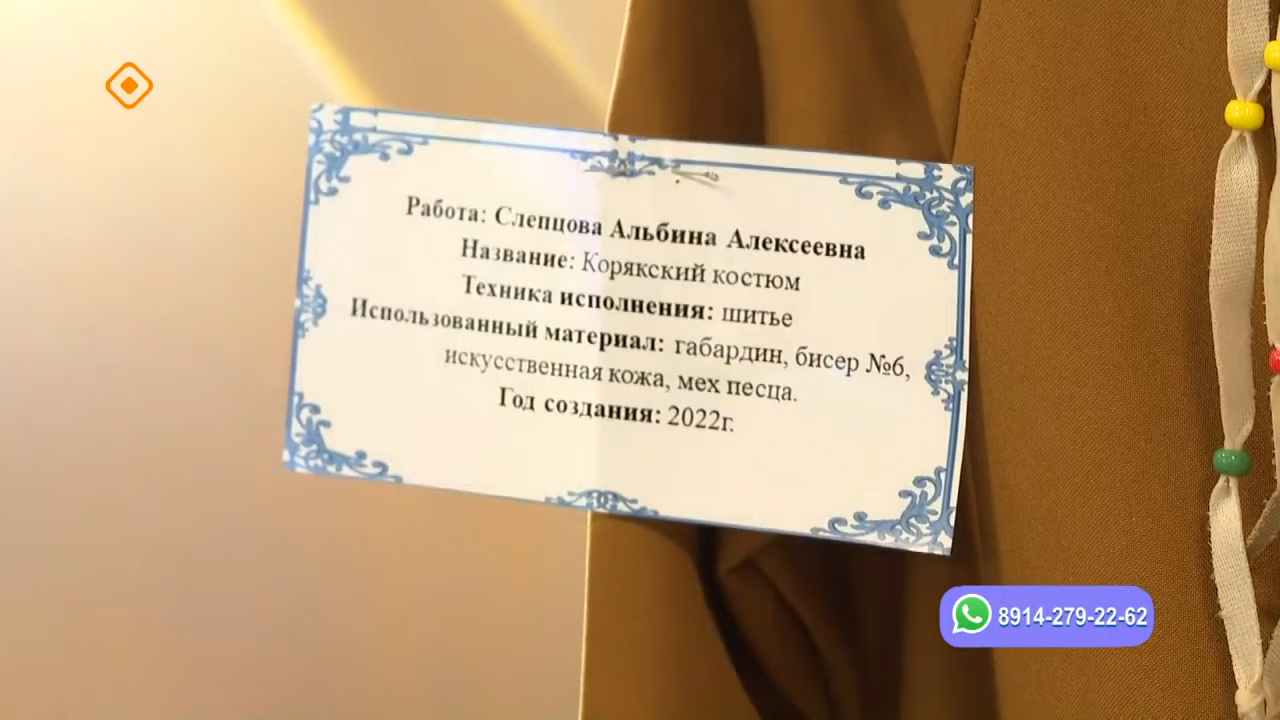 Работа: Слепцова Альбина Алексеевна
Название: Корякский костюм
Техника исполнения: шитье
Использованный материал: габардин, бисер №6,
искусственная кожа, мех песца.
Год создания: 2022г.
8914-279-22-62